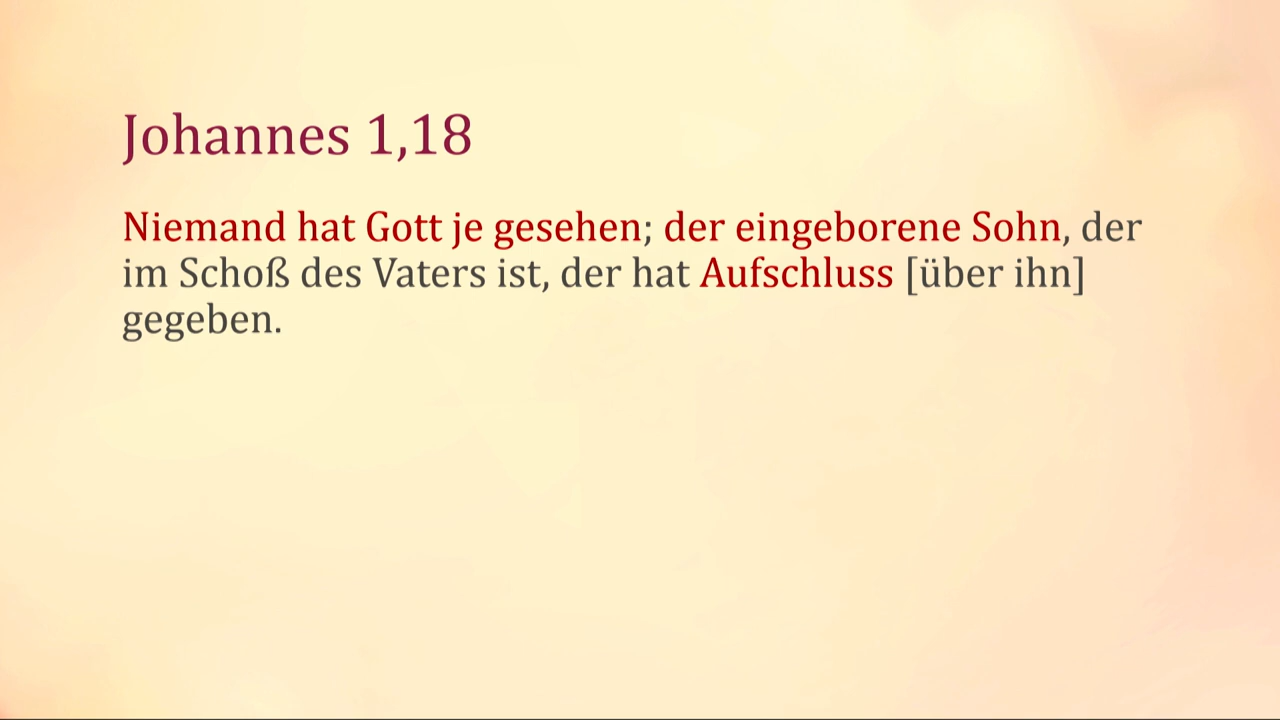 Johannes 1,18
Niemand hat Gott je gesehen; der eingeborene Sohn, der
im Schoß des Vaters ist, der hat Aufschluss [über ihn]
gegeben.